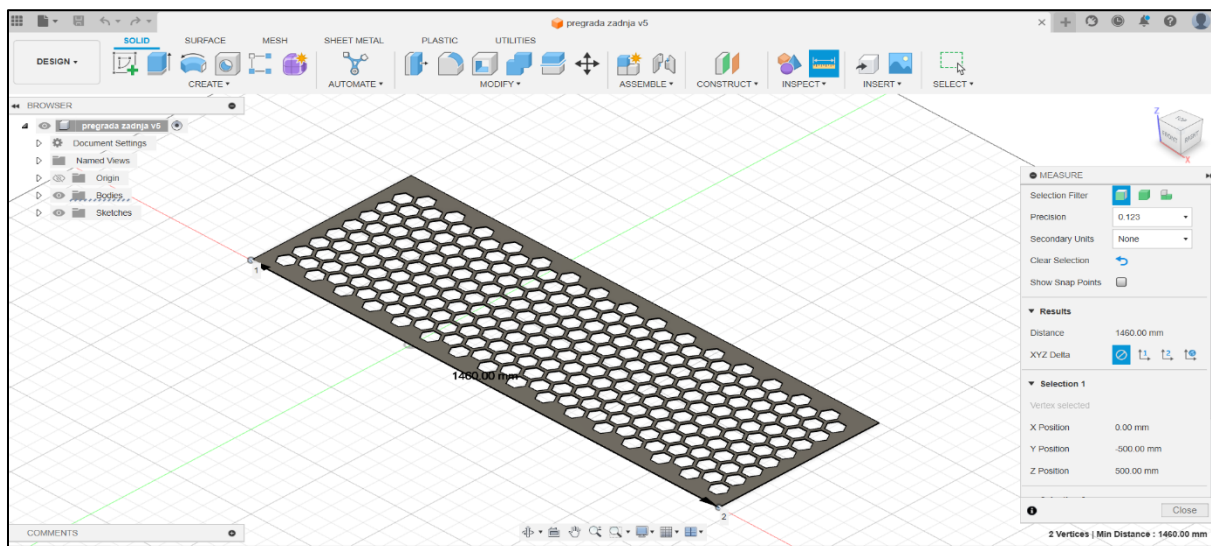 pregrada zadnja v5
SOLID SURFACE MESH SHEET METAL PLASTIC UTILITIES
DESIGN
CREATE AUTOMATE MODIFY ASSEMBLE CONSTRUCT INSPECT INSERT SELECT
BROWSER
pregrada zadnja v5
Document Settings
Named Views
Origin
Bodies
Sketches
Z
TOP
FRONT
RIGHT
X
1
1460.00 mm
2
MEASURE
Selection Filter
Precision 0.123
Secondary Units None
Clear Selection
Show Snap Points
Results
Distance 1460.00 mm
XYZ Delta
Selection 1
Vertex selected
X Position 0.00 mm
Y Position -500.00 mm
Z Position 500.00 mm
Close
COMMENTS
2 Vertices | Min Distance : 1460.00 mm